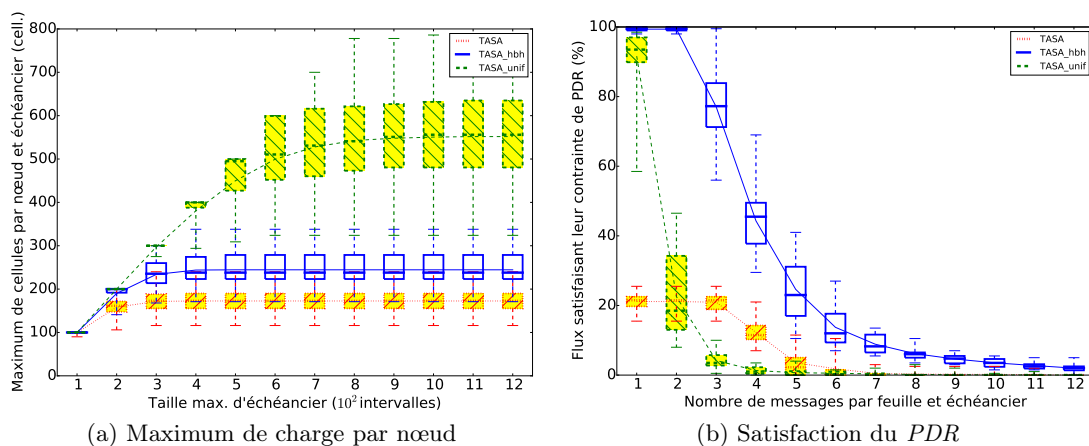 Maximum de cellules par nœud et échéancier (cell.)
800
700
600
500
400
300
200
100
0
1 2 3 4 5 6 7 8 9 10 11 12
Taille max. d'échéancier (10² intervalles)
TASA
TASA_hbh
TASA_unif
(a) Maximum de charge par nœud
Flux satisfaisant leur contrainte de PDR (%)
100
80
60
40
20
0
1 2 3 4 5 6 7 8 9 10 11 12
Nombre de messages par feuille et échéancier
TASA
TASA_hbh
TASA_unif
(b) Satisfaction du PDR